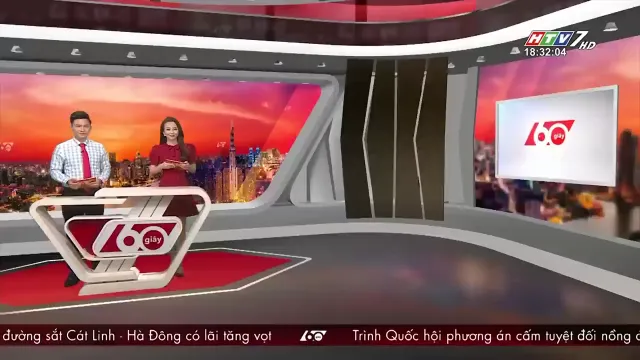 HTV7 HD
18:32:04
60 giây
60 giây
đường sắt Cát Linh - Hà Đông có lãi tăng vọt 60 Trình Quốc hội phương án cấm tuyệt đối nồng